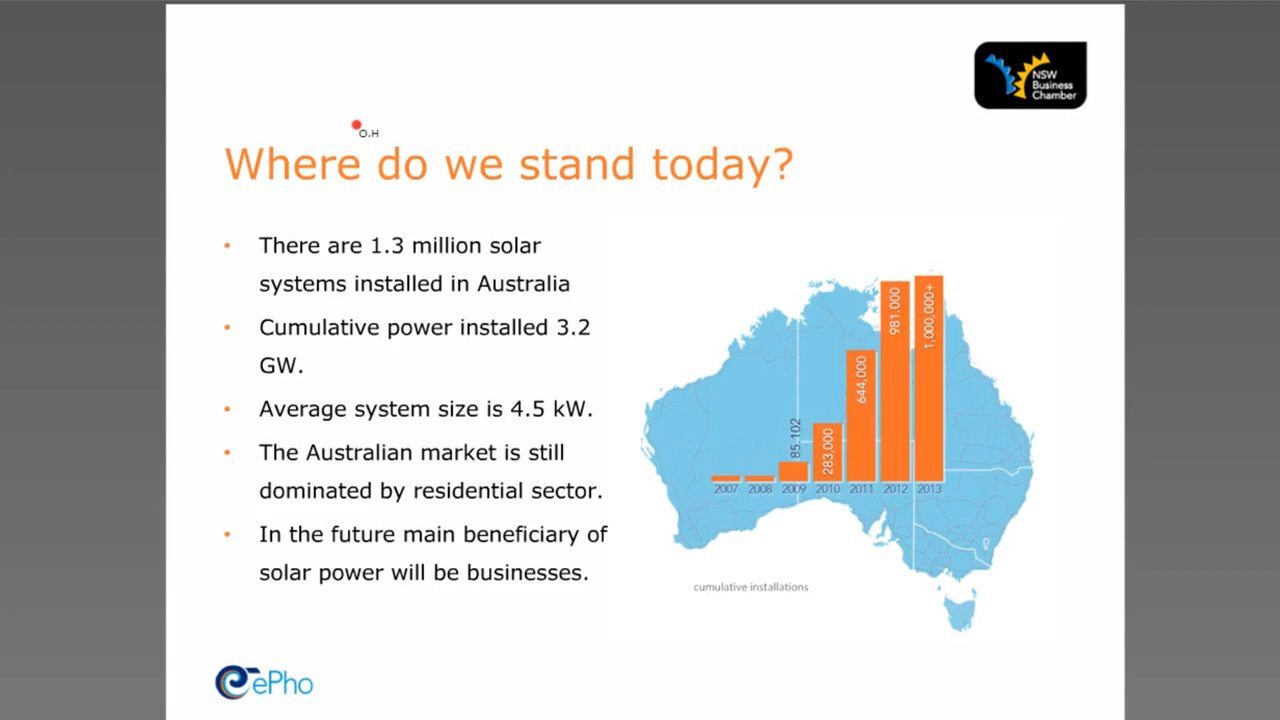 NSW
Business
Chamber
O.H
Where do we stand today?
• There are 1.3 million solar
systems installed in Australia
• Cumulative power installed 3.2
GW.
• Average system size is 4.5 kW.
• The Australian market is still
dominated by residential sector.
• In the future main beneficiary of
solar power will be businesses.
85.102
283,000
644,000
981.000
1,000,000+
2007 2008 2009 2010 2011 2012 2013
cumulative installations
ePho